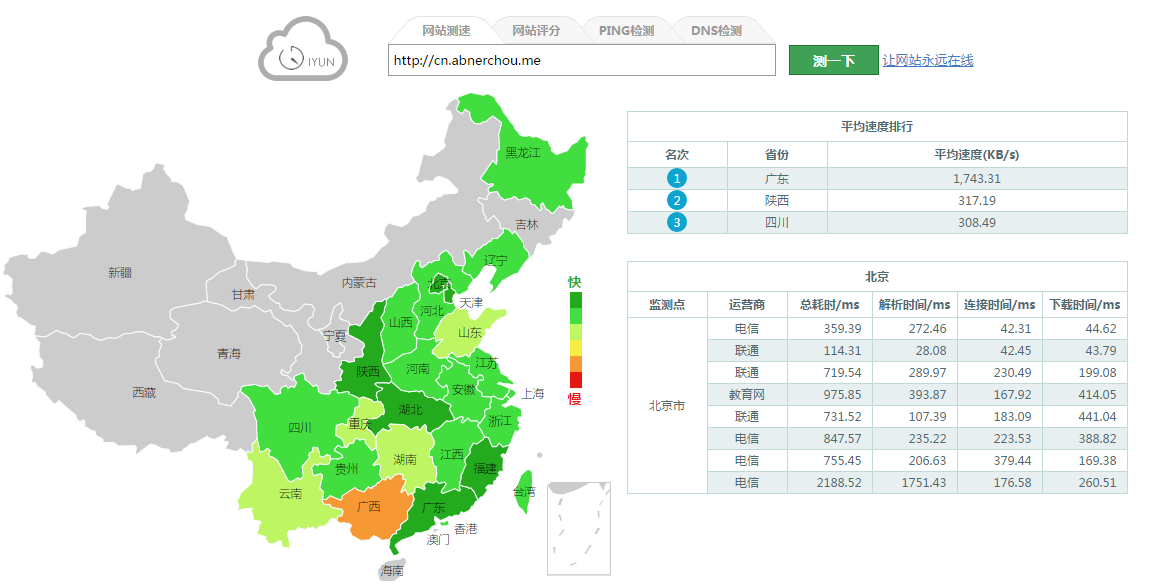 网站测速 网站评分 PING检测 DNS检测
IYUN
http://cn.abnerchou.me 测一下 让网站永远在线
平均速度排行
名次 省份 平均速度(KB/s)
1 广东 1,743.31
2 陕西 317.19
3 四川 308.49
北京
监测点 运营商 总耗时/ms 解析时间/ms 连接时间/ms 下载时间/ms
北京市
电信 359.39 272.46 42.31 44.62
联通 114.31 28.08 42.45 43.79
联通 719.54 289.97 230.49 199.08
教育网 975.85 393.87 167.92 414.05
联通 731.52 107.39 183.09 441.04
电信 847.57 235.22 223.53 388.82
电信 755.45 206.63 379.44 169.38
电信 2188.52 1751.43 176.58 260.51
黑龙江
吉林
辽宁
新疆
内蒙古
北京
甘肃
天津
河北
山西
宁夏
山东
青海
陕西
河南
江苏
西藏
安徽
上海
湖北
四川
重庆
浙江
湖南
江西
贵州
福建
云南
台湾
广西
广东
香港
澳门
海南
快
慢